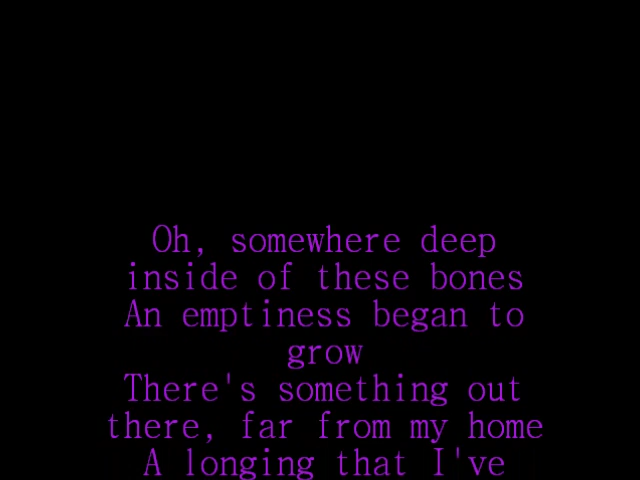 Oh, somewhere deep
inside of these bones
An emptiness began to
grow
There's something out
there, far from my home
A longing that I've